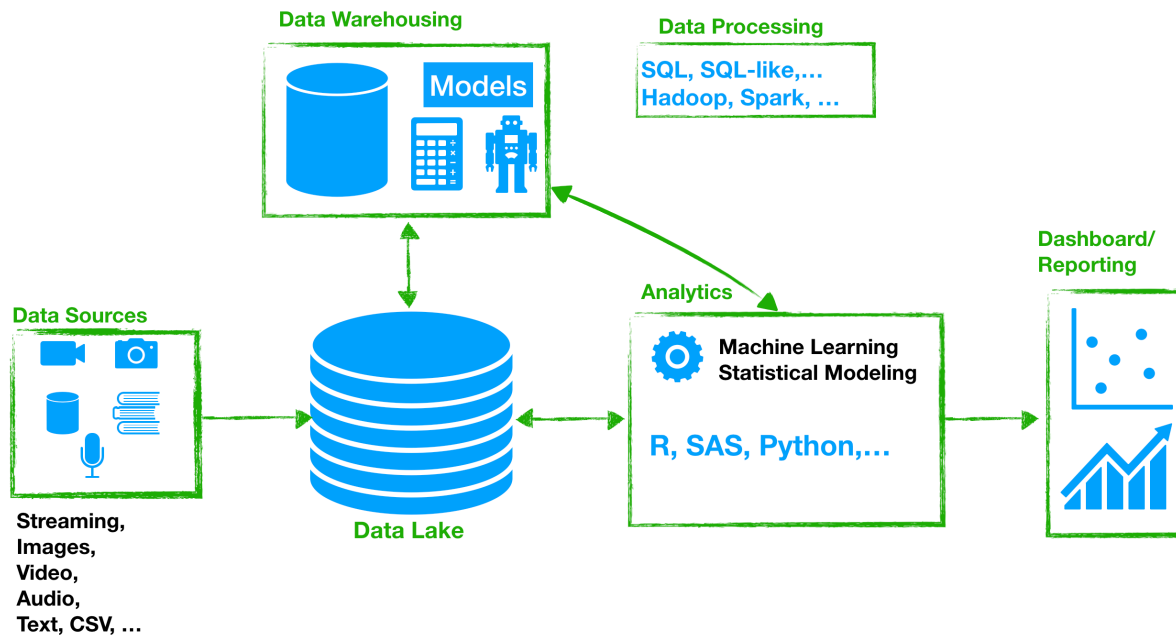 Data Warehousing
Models
Data Processing
SQL, SQL-like,...
Hadoop, Spark, ...
Data Sources
Streaming,
Images,
Video,
Audio,
Text, CSV, ...
Data Lake
Analytics
Machine Learning
Statistical Modeling
R, SAS, Python,...
Dashboard/
Reporting